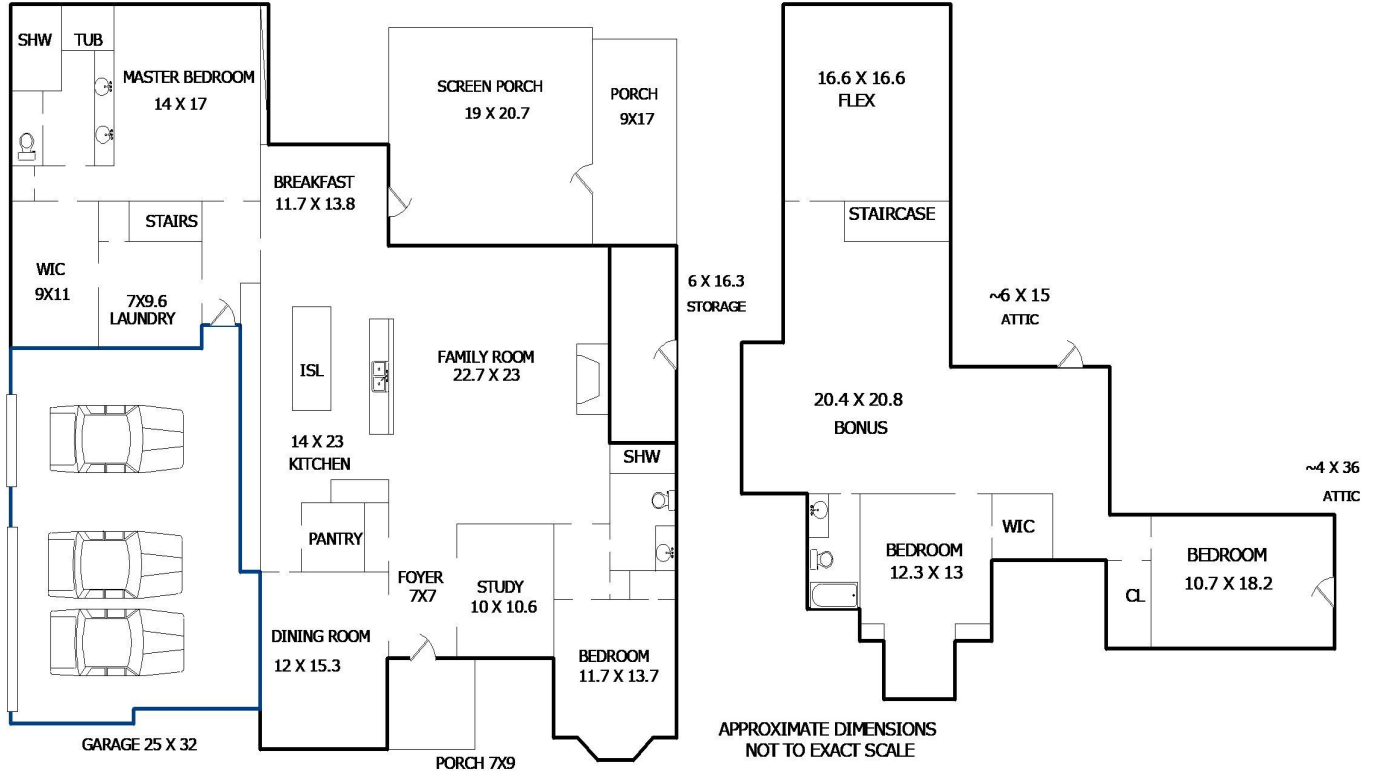 SHW
TUB
MASTER BEDROOM
14 X 17
SCREEN PORCH
19 X 20.7
PORCH
9X17
BREAKFAST
11.7 X 13.8
STAIRS
WIC
9X11
7X9.6
LAUNDRY
6 X 16.3
STORAGE
ISL
FAMILY ROOM
22.7 X 23
14 X 23
KITCHEN
SHW
PANTRY
FOYER
7X7
STUDY
10 X 10.6
DINING ROOM
12 X 15.3
BEDROOM
11.7 X 13.7
GARAGE 25 X 32
PORCH 7X9
16.6 X 16.6
FLEX
STAIRCASE
~6 X 15
ATTIC
20.4 X 20.8
BONUS
~4 X 36
ATTIC
WIC
BEDROOM
12.3 X 13
BEDROOM
10.7 X 18.2
CL
APPROXIMATE DIMENSIONS
NOT TO EXACT SCALE